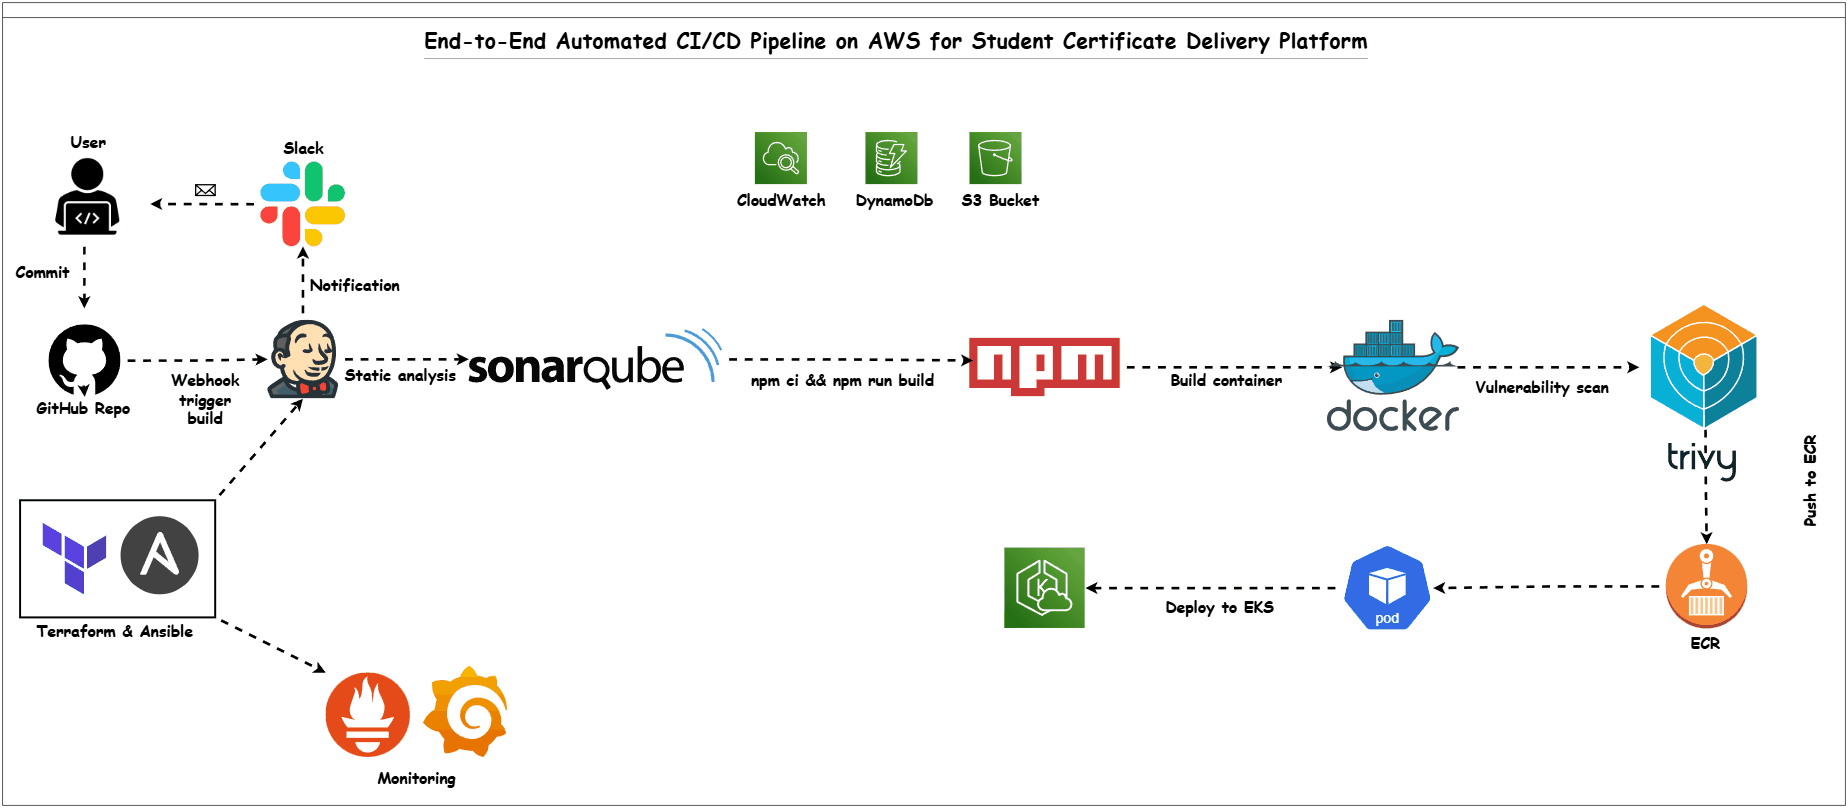 End-to-End Automated CI/CD Pipeline on AWS for Student Certificate Delivery Platform
User
Slack
CloudWatch
DynamoDb
S3 Bucket
Commit
Notification
GitHub Repo
Webhook
trigger
build
Static analysis
sonarqube
npm ci && npm run build
npm
Build container
docker
Vulnerability scan
trivy
Push to ECR
Terraform & Ansible
Deploy to EKS
K
pod
ECR
Monitoring